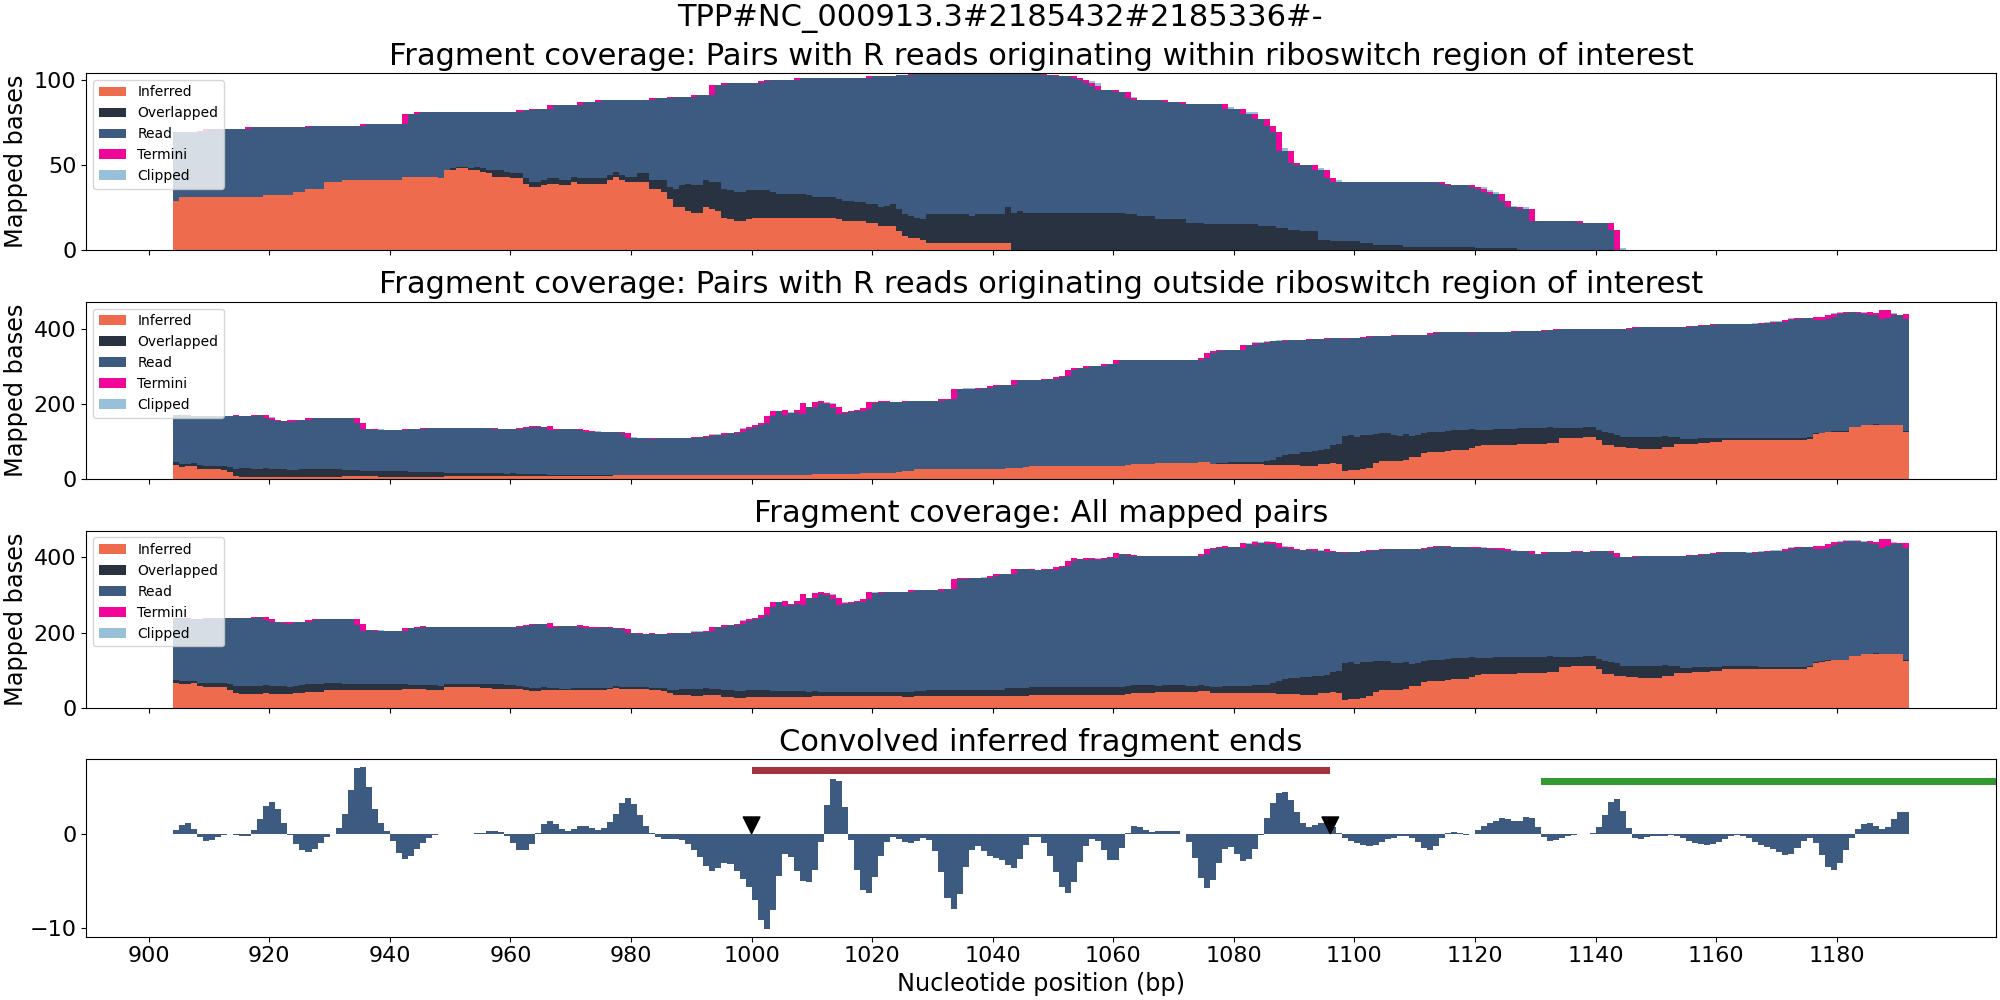 TPP#NC_000913.3#2185432#2185336#-
Fragment coverage: Pairs with R reads originating within riboswitch region of interest
Mapped bases
100
50
0
Inferred
Overlapped
Read
Termini
Clipped
Fragment coverage: Pairs with R reads originating outside riboswitch region of interest
Mapped bases
400
200
0
Inferred
Overlapped
Read
Termini
Clipped
Fragment coverage: All mapped pairs
Mapped bases
400
200
0
Inferred
Overlapped
Read
Termini
Clipped
Convolved inferred fragment ends
0
−10
900 920 940 960 980 1000 1020 1040 1060 1080 1100 1120 1140 1160 1180
Nucleotide position (bp)